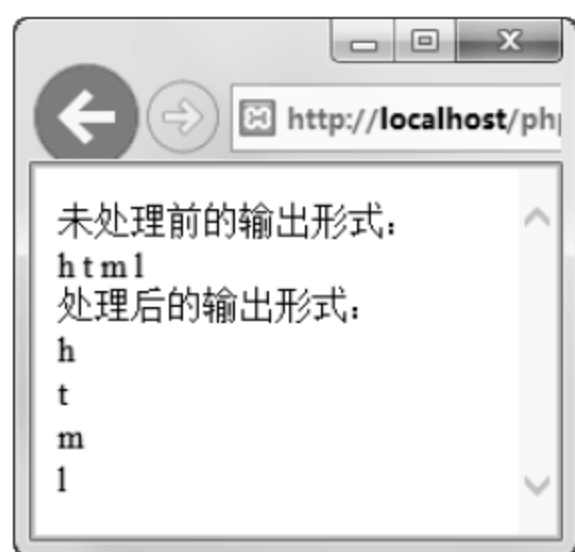 http://localhost/ph
未处理前的输出形式：
h t m l
处理后的输出形式：
h
t
m
l